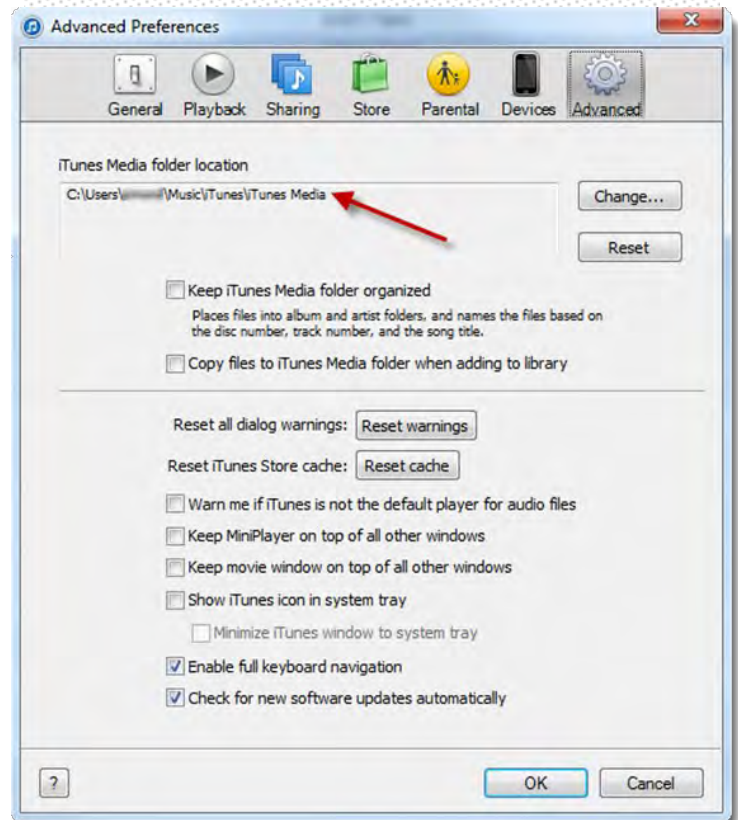 Advanced Preferences
General Playback Sharing Store Parental Devices Advanced
iTunes Media folder location
C:\Users\ \Music\iTunes\iTunes Media
Change...
Reset
Keep iTunes Media folder organized
Places files into album and artist folders, and names the files based on
the disc number, track number, and the song title.
Copy files to iTunes Media folder when adding to library
Reset all dialog warnings: Reset warnings
Reset iTunes Store cache: Reset cache
Warn me if iTunes is not the default player for audio files
Keep MiniPlayer on top of all other windows
Keep movie window on top of all other windows
Show iTunes icon in system tray
Minimize iTunes window to system tray
Enable full keyboard navigation
Check for new software updates automatically
? OK Cancel